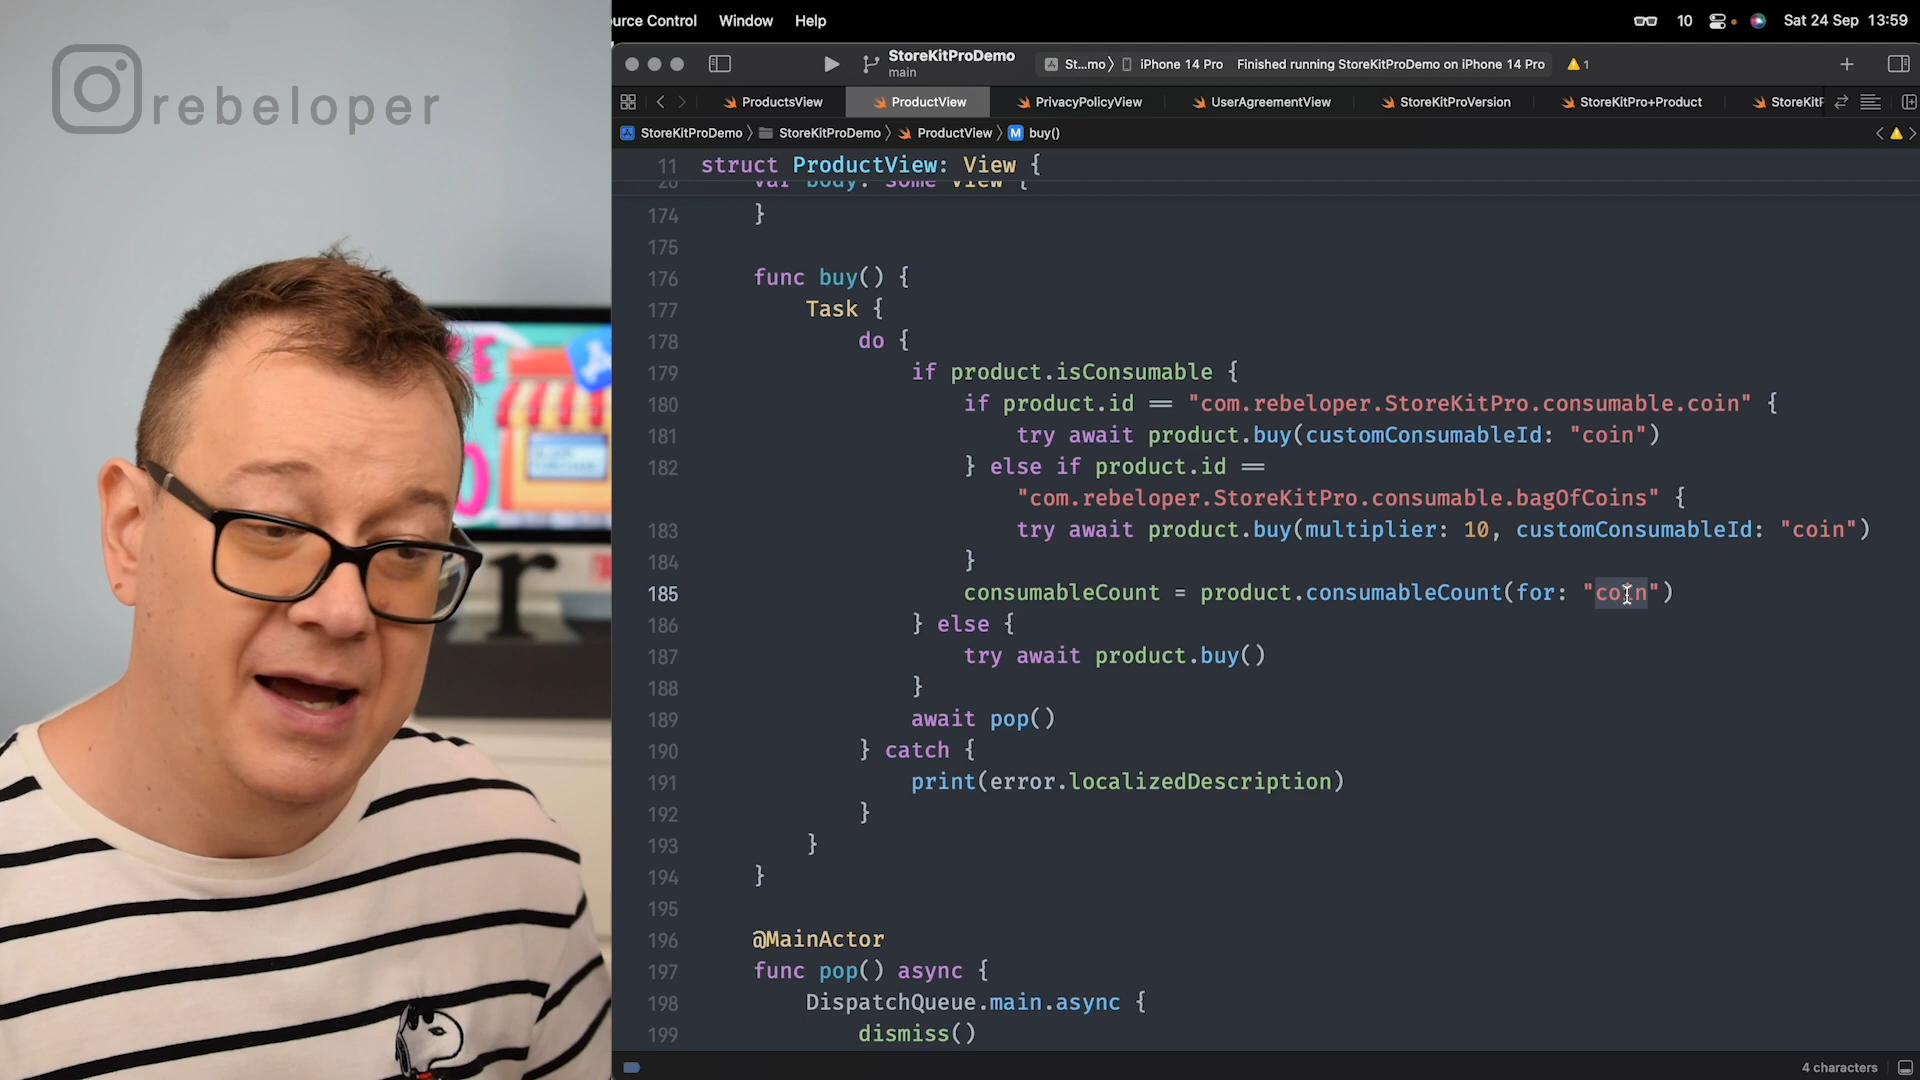 rebeloper
urce Control Window Help
10 Sat 24 Sep 13:59
StoreKitProDemo
main
St...mo〉 iPhone 14 Pro Finished running StoreKitProDemo on iPhone 14 Pro 1
ProductsView ProductView PrivacyPolicyView UserAgreementView StoreKitProVersion StoreKitPro+Product StoreKitF
StoreKitProDemo 〉 StoreKitProDemo 〉 ProductView 〉 M buy()
11 struct ProductView: View {
20 var body: some View {
174 }
175
176 func buy() {
177 Task {
178 do {
179 if product.isConsumable {
180 if product.id == "com.rebeloper.StoreKitPro.consumable.coin" {
181 try await product.buy(customConsumableId: "coin")
182 } else if product.id ==
"com.rebeloper.StoreKitPro.consumable.bagOfCoins" {
183 try await product.buy(multiplier: 10, customConsumableId: "coin")
184 }
185 consumableCount = product.consumableCount(for: "coin")
186 } else {
187 try await product.buy()
188 }
189 await pop()
190 } catch {
191 print(error.localizedDescription)
192 }
193 }
194 }
195
196 @MainActor
197 func pop() async {
198 DispatchQueue.main.async {
199 dismiss()
4 characters